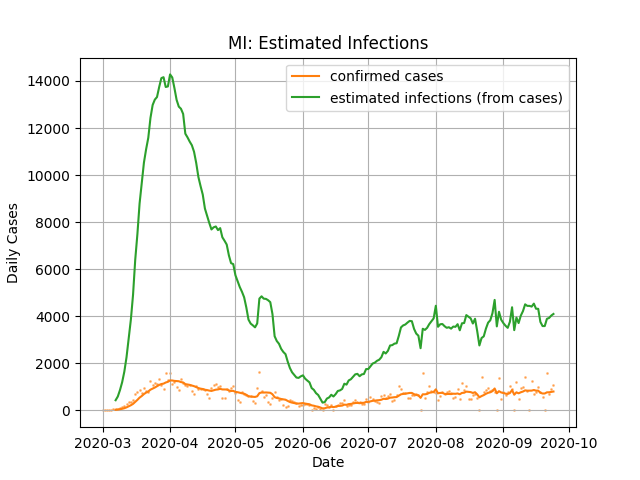 MI: Estimated Infections
confirmed cases
estimated infections (from cases)
Daily Cases
14000
12000
10000
8000
6000
4000
2000
0
2020-03 2020-04 2020-05 2020-06 2020-07 2020-08 2020-09 2020-10
Date